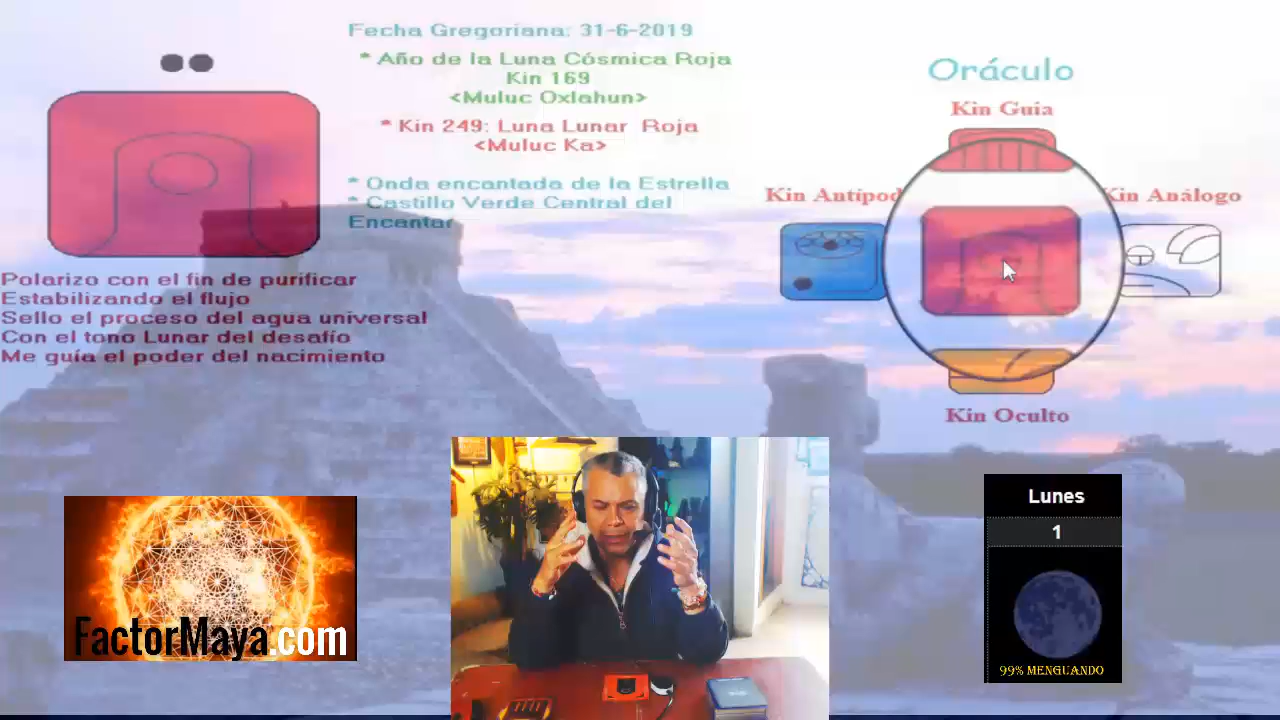 Fecha Gregoriana: 31-6-2019
* Año de la Luna Cósmica Roja
Kin 169
<Muluc Oxlahun>
* Kin 249: Luna Lunar Roja
<Muluc Ka>
* Onda encantada de la Estrella
* Castillo Verde Central del
Encantar
Polarizo con el fin de purificar
Estabilizando el flujo
Sello el proceso del agua universal
Con el tono Lunar del desafío
Me guía el poder del nacimiento
Oráculo
Kin Guia
Kin Antípod
Kin Análogo
Kin Oculto
FactorMaya.com
Lunes
1
99% MENGUANDO